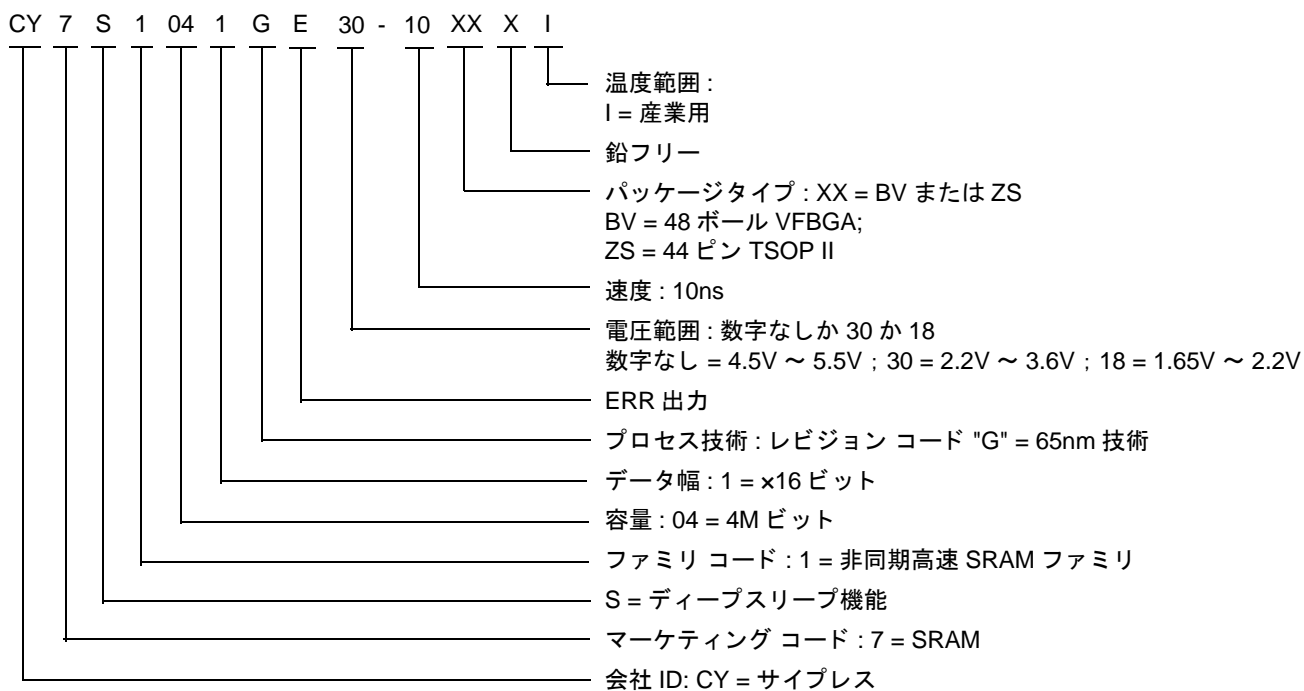 CY 7 S 1 04 1 G E 30 - 10 XX X I
温度範囲 :
I = 産業用
鉛フリー
パッケージタイプ : XX = BV または ZS
BV = 48 ボール VFBGA;
ZS = 44 ピン TSOP II
速度 : 10ns
電圧範囲 : 数字なしか 30 か 18
数字なし = 4.5V ～ 5.5V ; 30 = 2.2V ～ 3.6V ; 18 = 1.65V ～ 2.2V
ERR 出力
プロセス技術 : レビジョン コード "G" = 65nm 技術
データ幅 : 1 = ×16 ビット
容量 : 04 = 4M ビット
ファミリ コード : 1 = 非同期高速 SRAM ファミリ
S = ディープスリープ機能
マーケティング コード : 7 = SRAM
会社 ID: CY = サイプレス